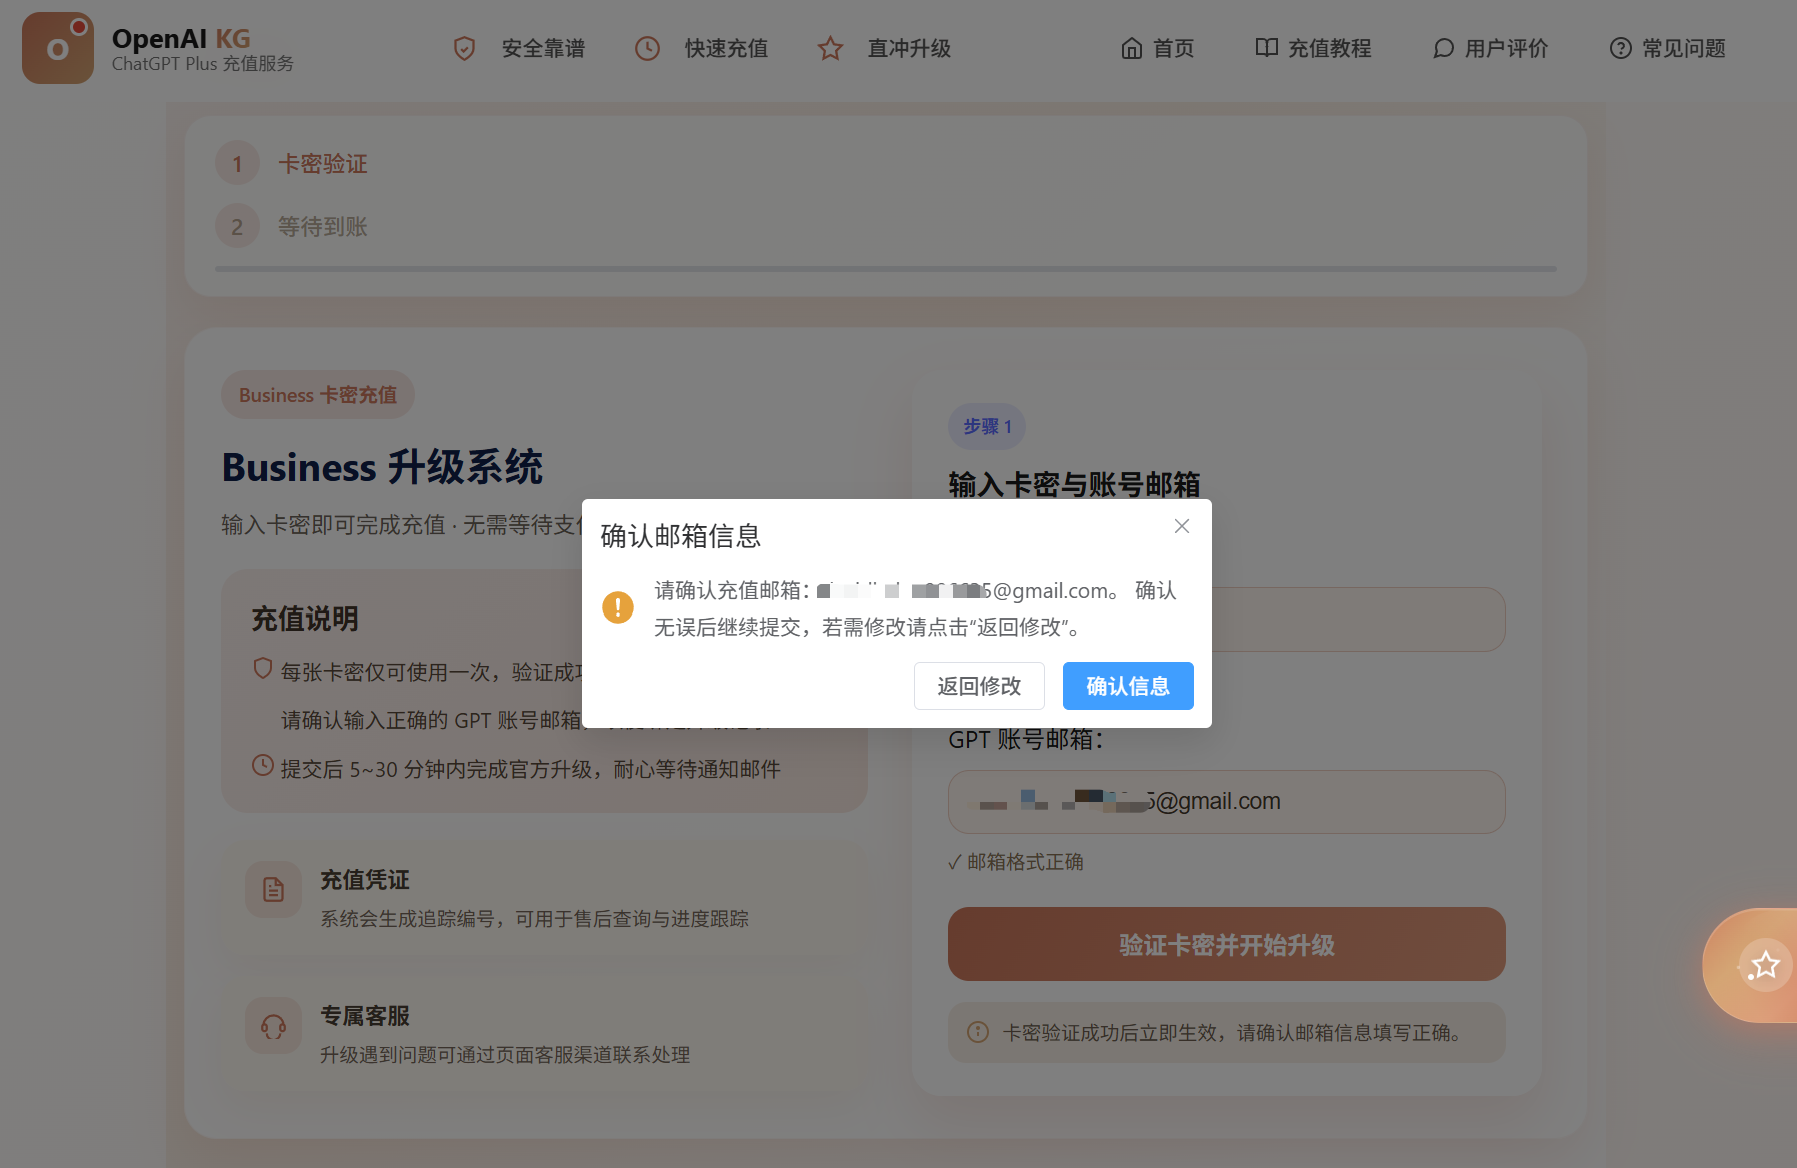 OpenAI KG
ChatGPT Plus 充值服务
安全靠谱
快速充值
直冲升级
首页
充值教程
用户评价
常见问题
1 卡密验证
2 等待到账
Business 卡密充值
Business 升级系统
输入卡密即可完成充值 · 无需等待支
充值说明
每张卡密仅可使用一次，验证成
请确认输入正确的 GPT 账号邮箱
提交后 5~30 分钟内完成官方升级，耐心等待通知邮件
充值凭证
系统会生成追踪编号，可用于售后查询与进度跟踪
专属客服
升级遇到问题可通过页面客服渠道联系处理
步骤 1
输入卡密与账号邮箱
确认邮箱信息
请确认充值邮箱：5@gmail.com。 确认
无误后继续提交，若需修改请点击“返回修改”。
返回修改
确认信息
GPT 账号邮箱：
5@gmail.com
✓ 邮箱格式正确
验证卡密并开始升级
卡密验证成功后立即生效，请确认邮箱信息填写正确。